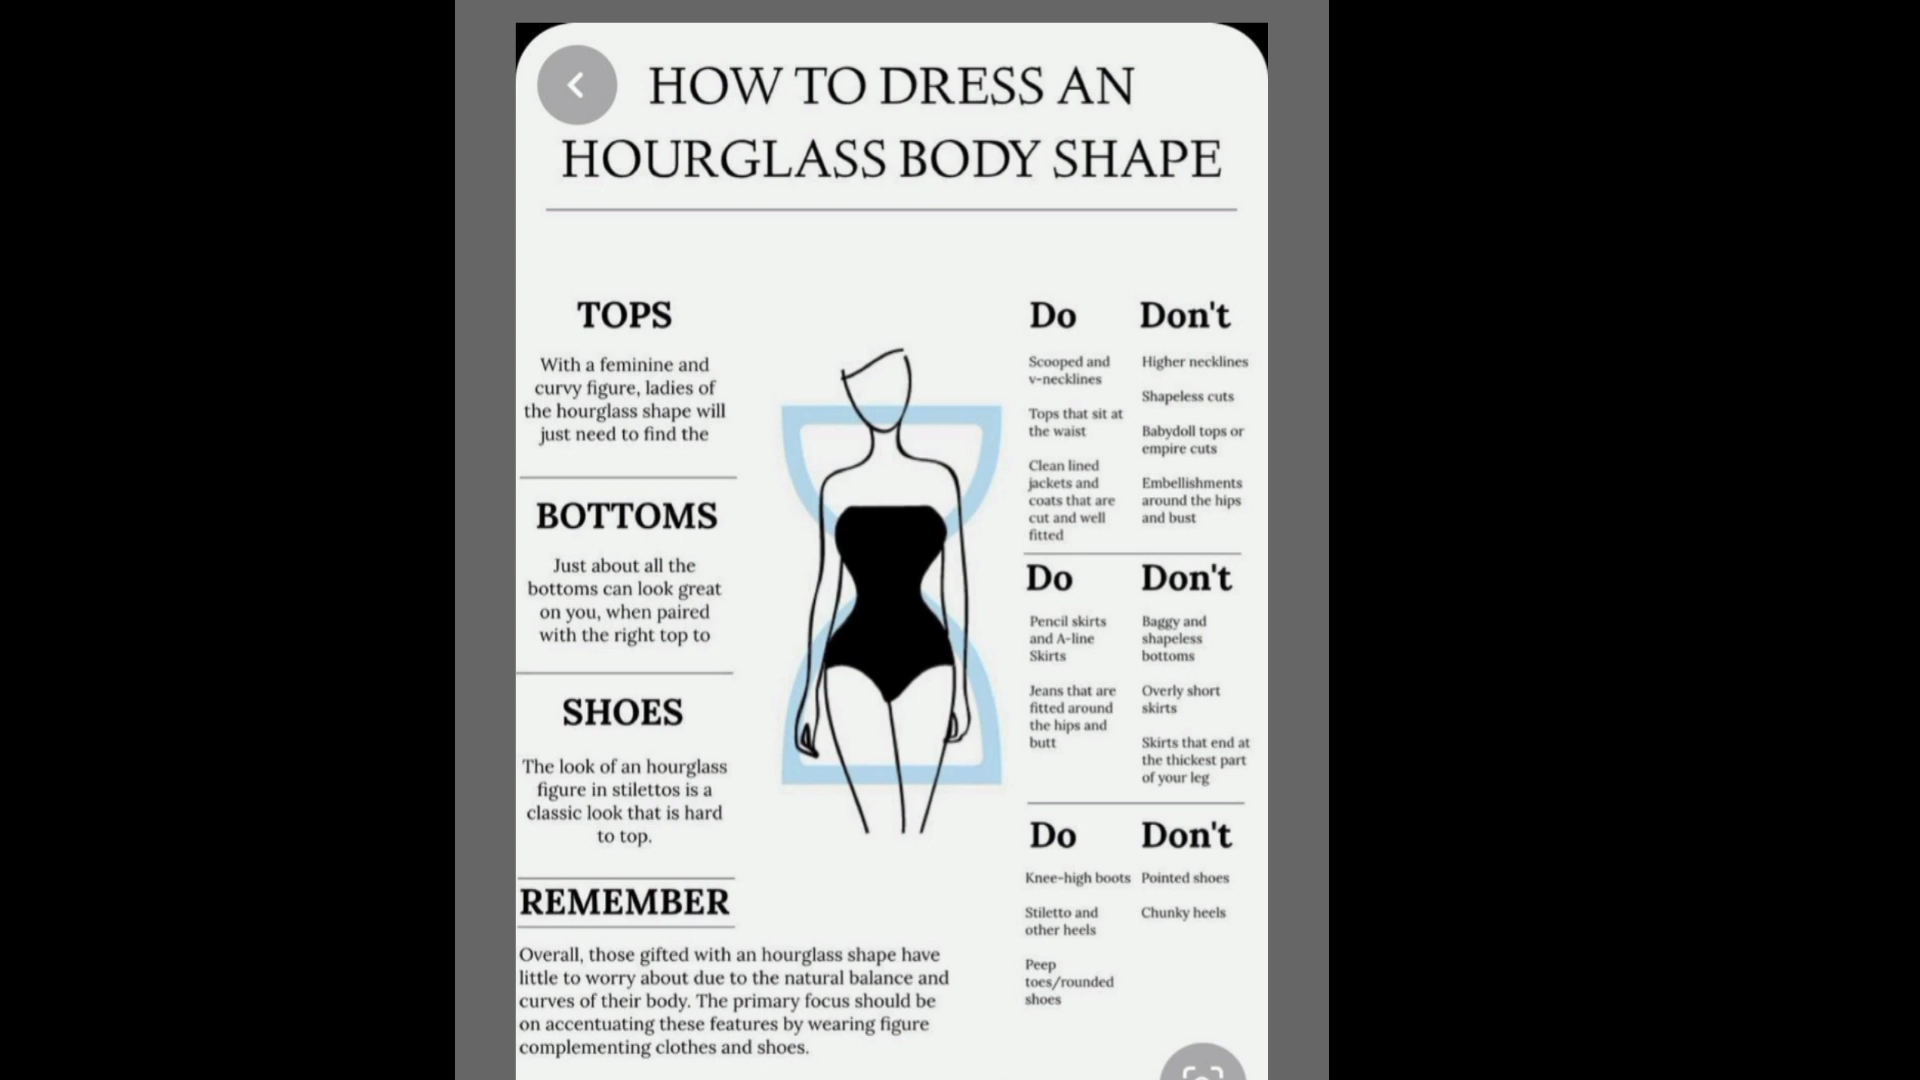 HOW TO DRESS AN
HOURGLASS BODY SHAPE
TOPS
With a feminine and
curvy figure, ladies of
the hourglass shape will
just need to find the
BOTTOMS
Just about all the
bottoms can look great
on you, when paired
with the right top to
SHOES
The look of an hourglass
figure in stilettos is a
classic look that is hard
to top.
REMEMBER
Overall, those gifted with an hourglass shape have
little to worry about due to the natural balance and
curves of their body. The primary focus should be
on accentuating these features by wearing figure
complementing clothes and shoes.
Do
Scooped and
v-necklines
Tops that sit at
the waist
Clean lined
jackets and
coats that are
cut and well
fitted
Don't
Higher necklines
Shapeless cuts
Babydoll tops or
empire cuts
Embellishments
around the hips
and bust
Do
Pencil skirts
and A-line
Skirts
Jeans that are
fitted around
the hips and
butt
Don't
Baggy and
shapeless
bottoms
Overly short
skirts
Skirts that end at
the thickest part
of your leg
Do
Knee-high boots
Stiletto and
other heels
Peep
toes/rounded
shoes
Don't
Pointed shoes
Chunky heels